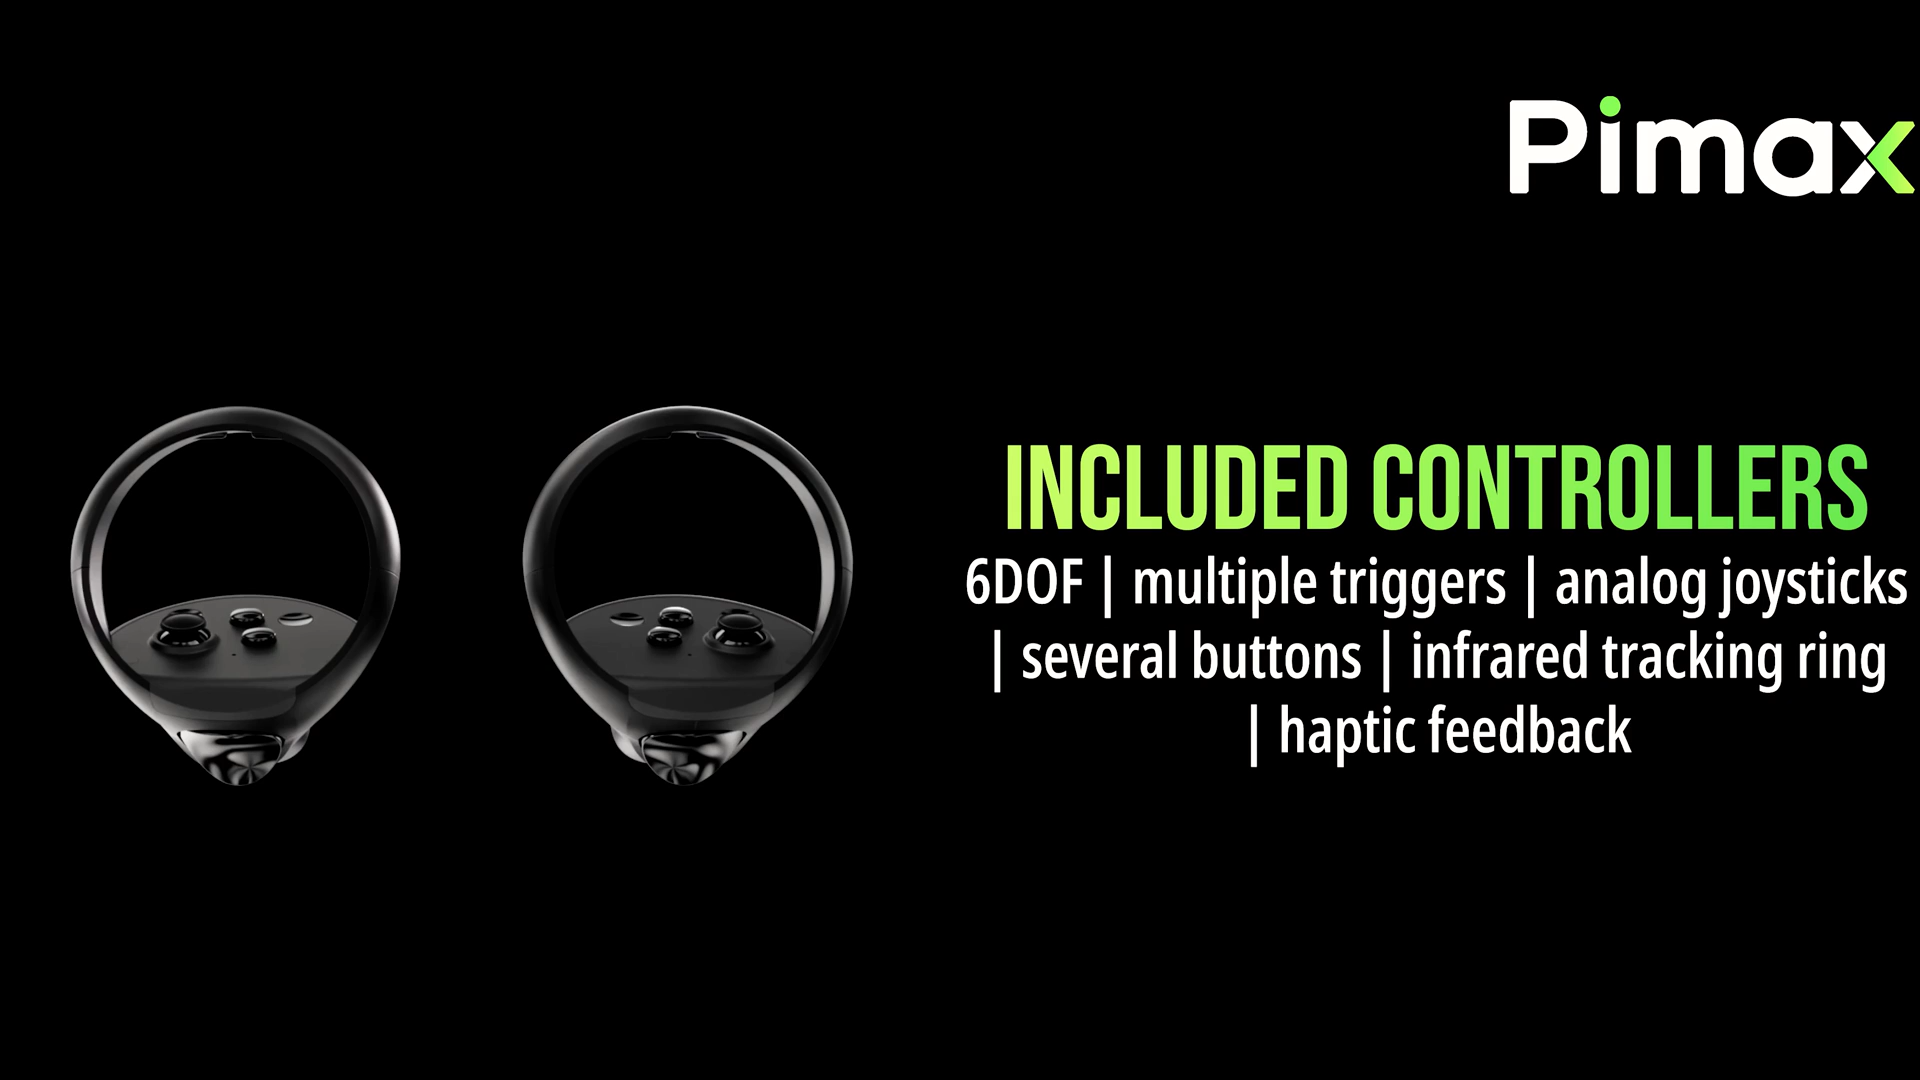 Pimax
INCLUDED CONTROLLERS
6DOF | multiple triggers | analog joysticks
| several buttons | infrared tracking ring
| haptic feedback